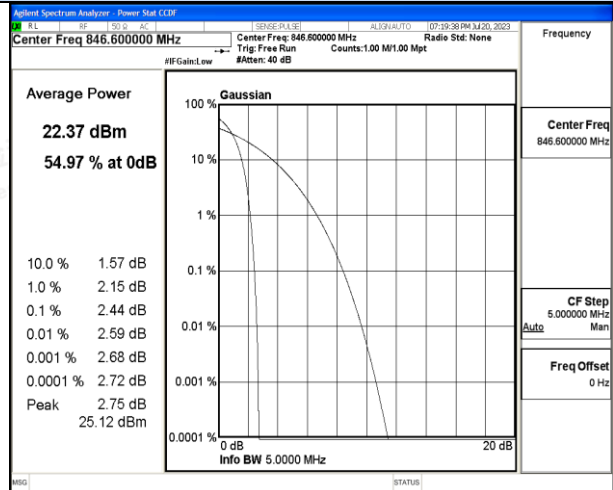 Agilent Spectrum Analyzer - Power Stat CCDF
RL RF 50 Ω AC SENSE:PULSE ALIGNAUTO 07:19:38 PM Jul 20, 2023
Center Freq 846.600000 MHz
Center Freq: 846.600000 MHz Radio Std: None
Trig: Free Run Counts:1.00 M/1.00 Mpt
#IFGain:Low #Atten: 40 dB
Frequency
Average Power
22.37 dBm
54.97 % at 0dB
10.0 % 1.57 dB
1.0 % 2.15 dB
0.1 % 2.44 dB
0.01 % 2.59 dB
0.001 % 2.68 dB
0.0001 % 2.72 dB
Peak 2.75 dB
25.12 dBm
Gaussian
100 %
10 %
1 %
0.1 %
0.01 %
0.001 %
0.0001 %
0 dB 20 dB
Info BW 5.0000 MHz
Center Freq
846.600000 MHz
CF Step
5.000000 MHz
Auto Man
Freq Offset
0 Hz
MSG STATUS